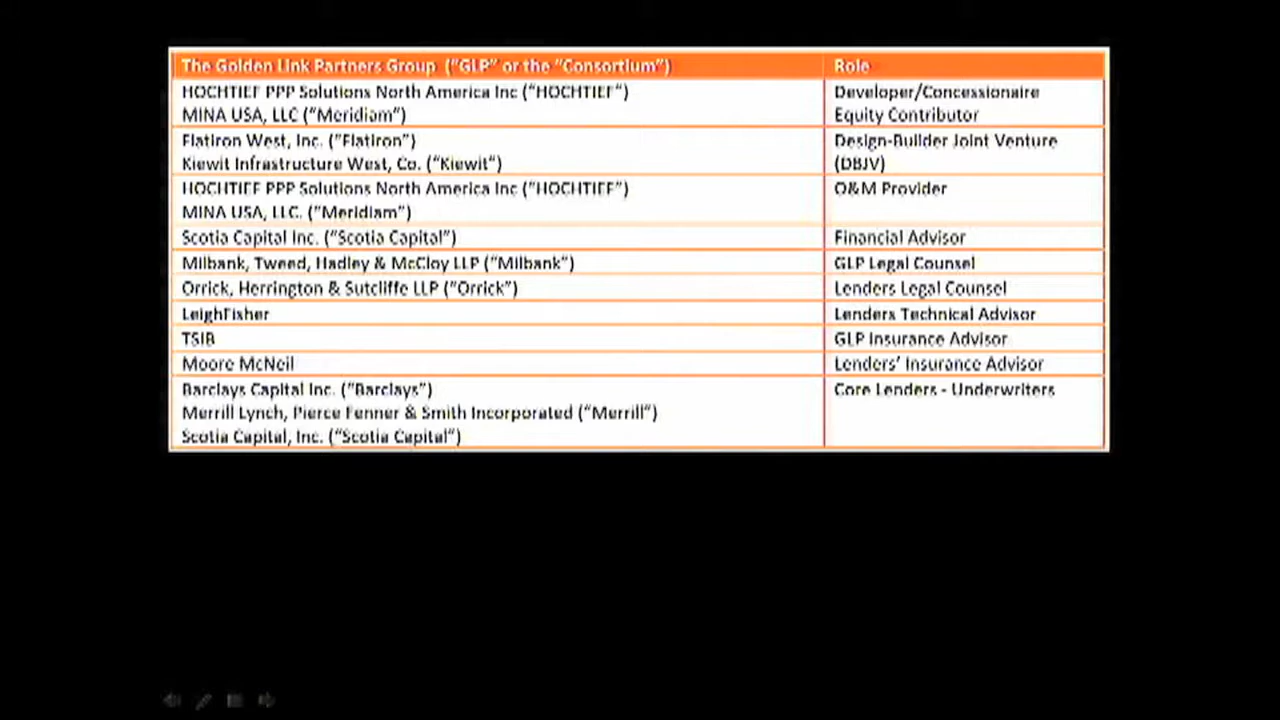 The Golden Link Partners Group ("GLP" or the "Consortium") Role
HOCHTIEF PPP Solutions North America Inc ("HOCHTIEF") Developer/Concessionaire
MINA USA, LLC ("Meridiam") Equity Contributor
Flatiron West, Inc. ("Flatiron") Design-Builder Joint Venture
Kiewit Infrastructure West, Co. ("Kiewit") (DBJV)
HOCHTIEF PPP Solutions North America Inc ("HOCHTIEF") O&M Provider
MINA USA, LLC. ("Meridiam")
Scotia Capital Inc. ("Scotia Capital") Financial Advisor
Milbank, Tweed, Hadley & McCloy LLP ("Milbank") GLP Legal Counsel
Orrick, Herrington & Sutcliffe LLP ("Orrick") Lenders Legal Counsel
LeighFisher Lenders Technical Advisor
TSIB GLP Insurance Advisor
Moore McNeil Lenders' Insurance Advisor
Barclays Capital Inc. ("Barclays") Core Lenders - Underwriters
Merrill Lynch, Pierce Fenner & Smith Incorporated ("Merrill")
Scotia Capital, Inc. ("Scotia Capital")